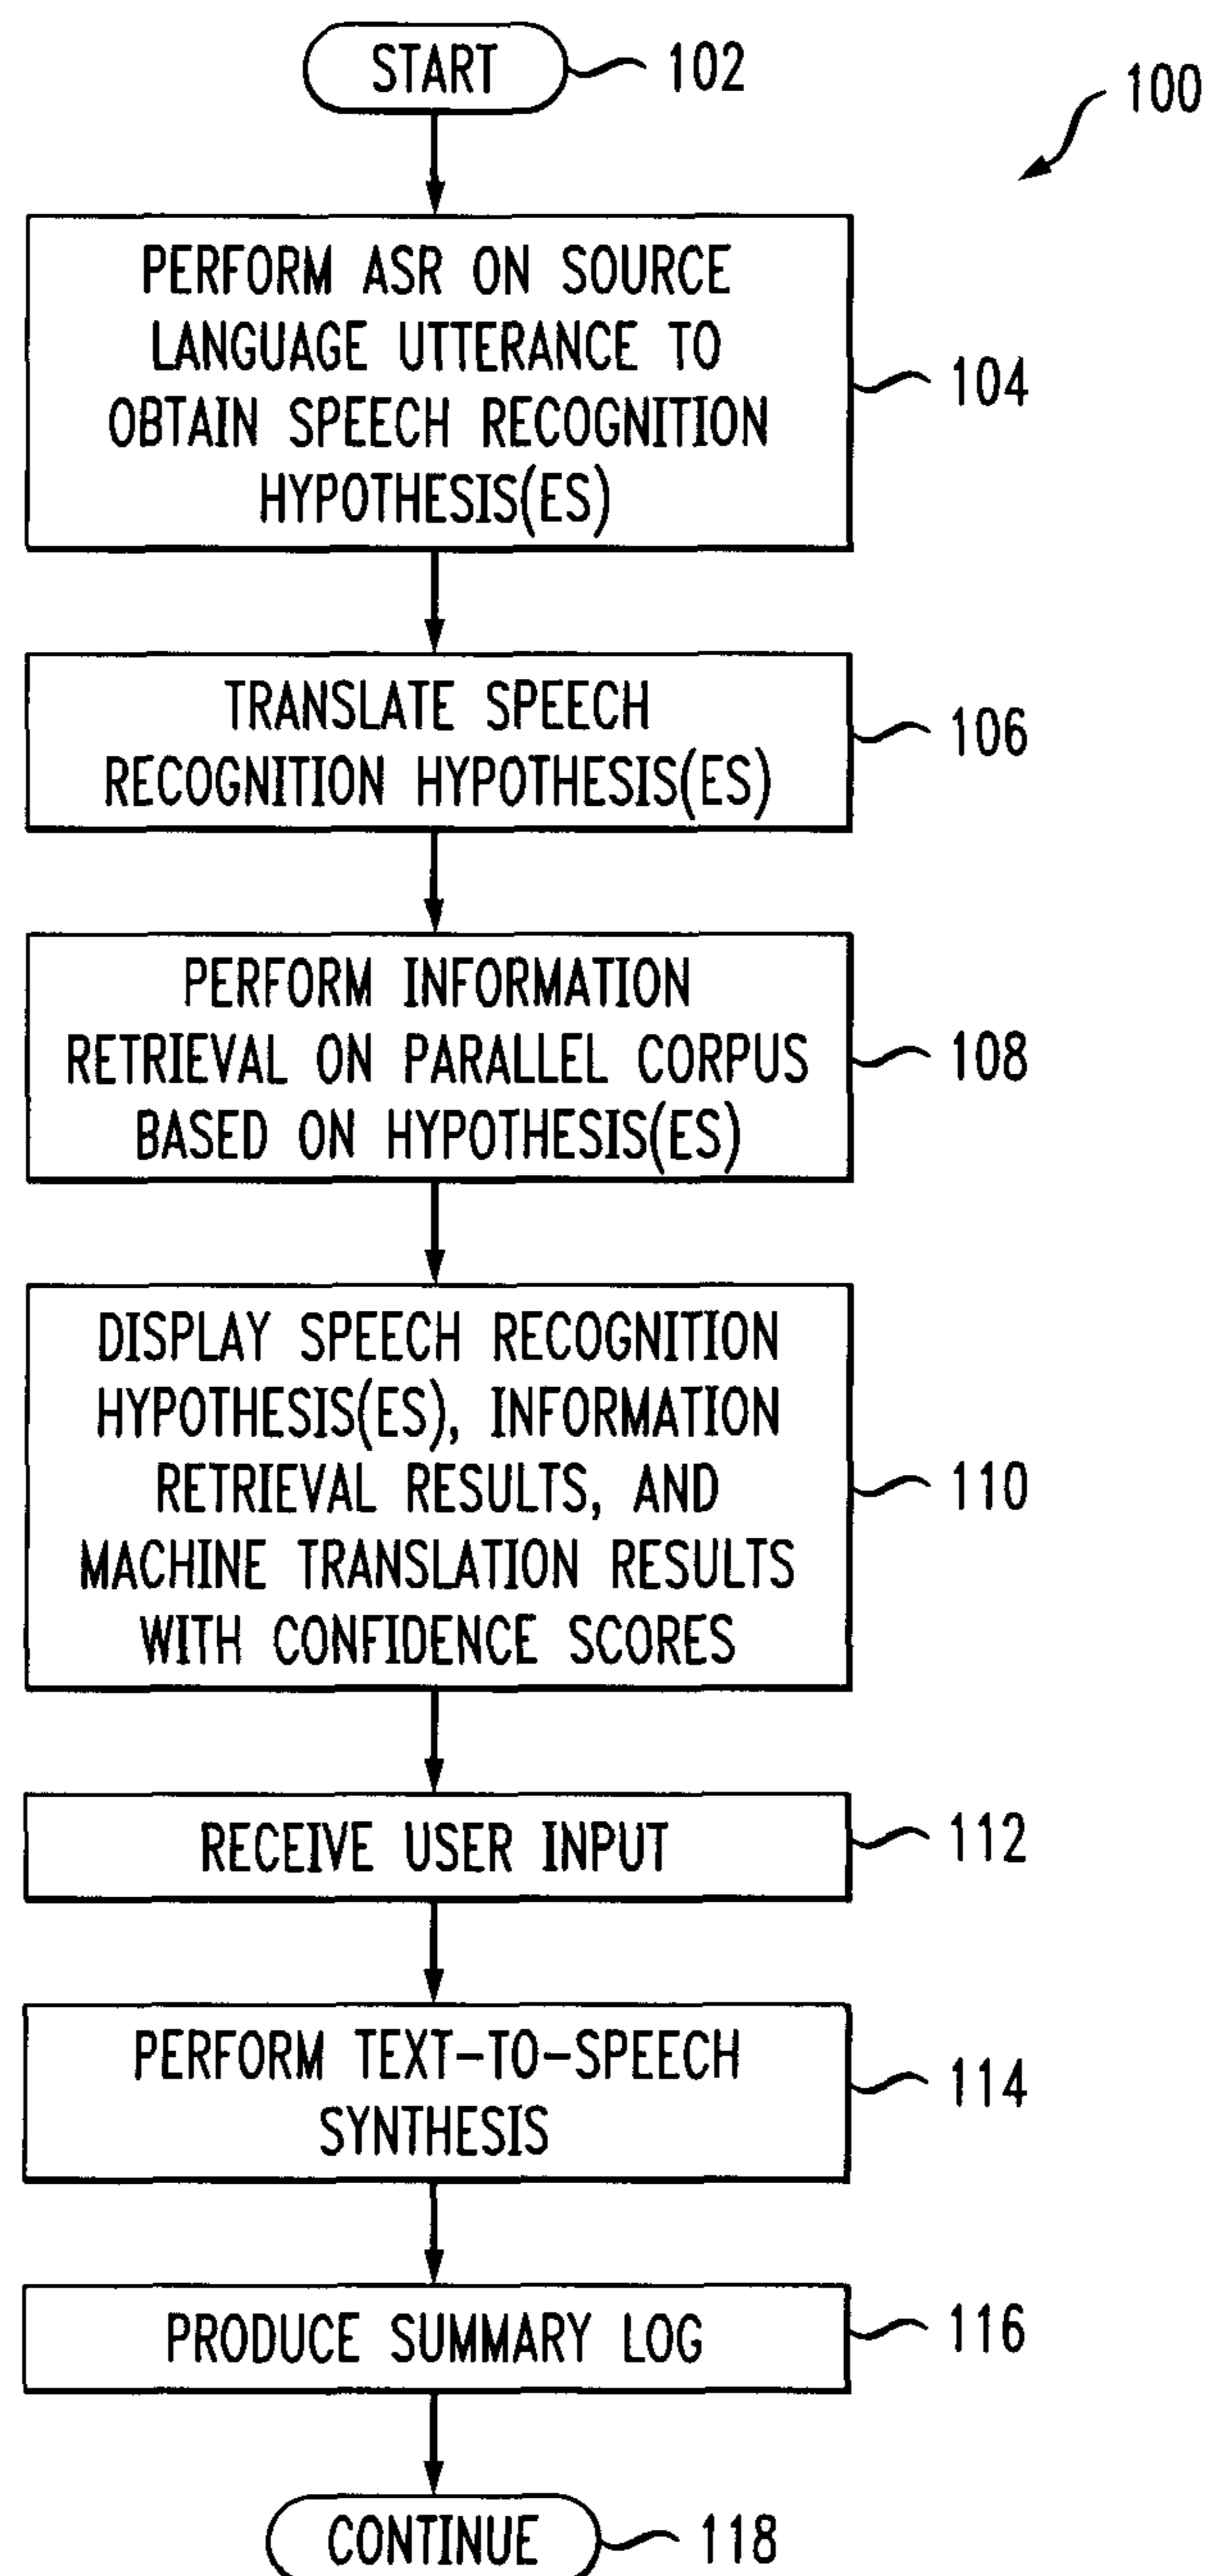 START
102
100
PERFORM ASR ON SOURCE
LANGUAGE UTTERANCE TO
OBTAIN SPEECH RECOGNITION
HYPOTHESIS(ES)
104
TRANSLATE SPEECH
RECOGNITION HYPOTHESIS(ES)
106
PERFORM INFORMATION
RETRIEVAL ON PARALLEL CORPUS
BASED ON HYPOTHESIS(ES)
108
DISPLAY SPEECH RECOGNITION
HYPOTHESIS(ES), INFORMATION
RETRIEVAL RESULTS, AND
MACHINE TRANSLATION RESULTS
WITH CONFIDENCE SCORES
110
RECEIVE USER INPUT
112
PERFORM TEXT-TO-SPEECH
SYNTHESIS
114
PRODUCE SUMMARY LOG
116
CONTINUE
118